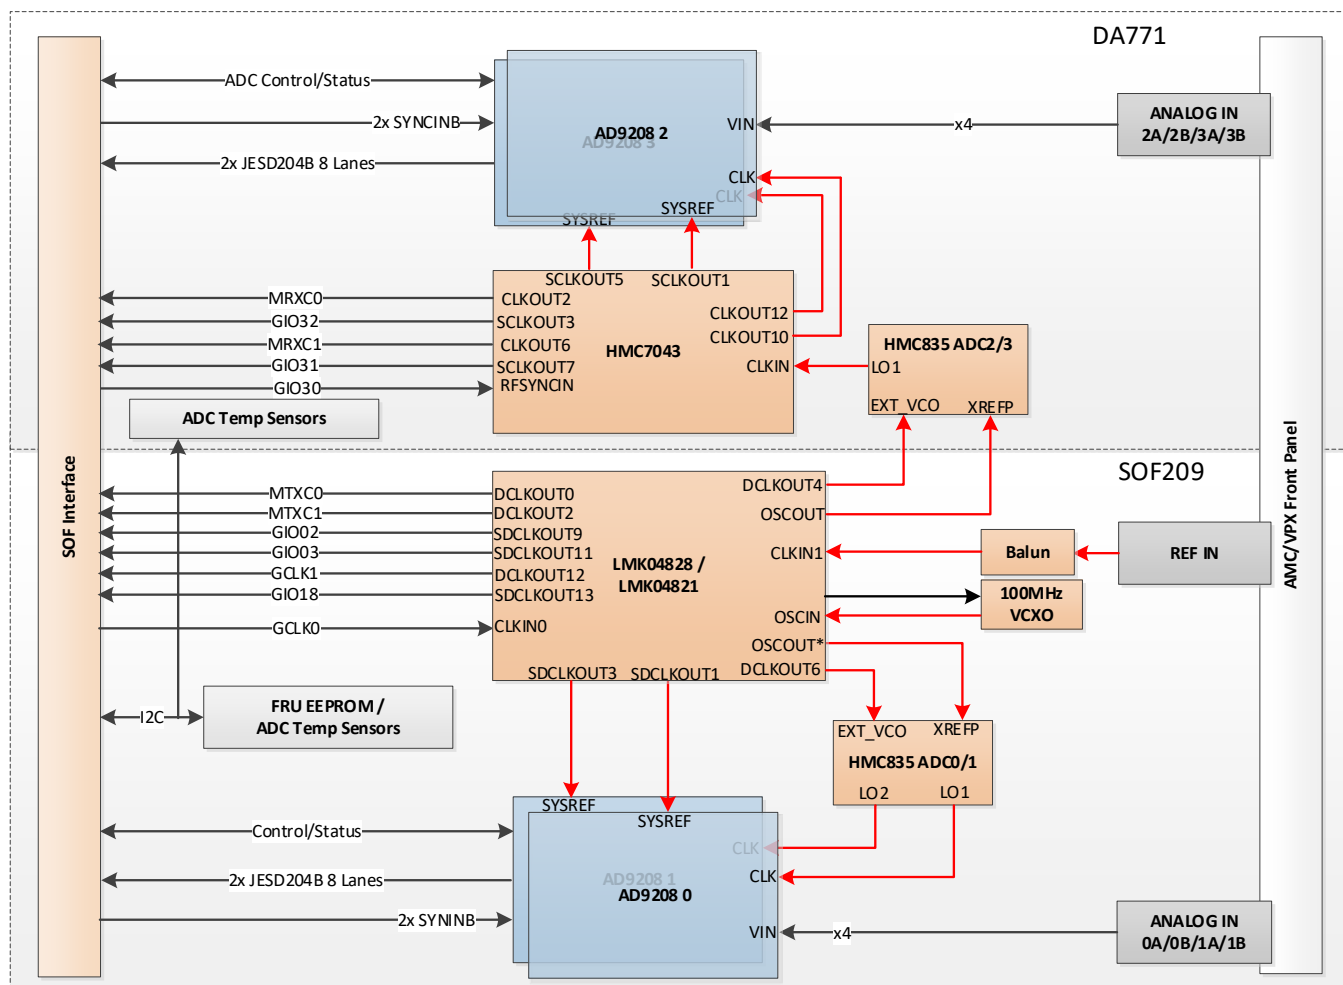 DA771
ADC Control/Status
2x SYNCINB
2x JESD204B 8 Lanes
AD9208 2
AD9208 3
VIN
CLK
CLK
SYSREF
SYSREF
x4
ANALOG IN
2A/2B/3A/3B
SCLKOUT5
SCLKOUT1
MRXC0
CLKOUT2
GIO32
SCLKOUT3
MRXC1
CLKOUT6
GIO31
SCLKOUT7
GIO30
RFSYNCIN
HMC7043
CLKOUT12
CLKOUT10
CLKIN
HMC835 ADC2/3
LO1
EXT_VCO
XREFP
ADC Temp Sensors
SOF Interface
AMC/VPX Front Panel
SOF209
MTXC0
DCLKOUT0
MTXC1
DCLKOUT2
GIO02
SDCLKOUT9
GIO03
SDCLKOUT11
GCLK1
DCLKOUT12
GIO18
SDCLKOUT13
GCLK0
CLKIN0
LMK04828 /
LMK04821
DCLKOUT4
OSCOUT
CLKIN1
OSCIN
OSCOUT*
DCLKOUT6
SDCLKOUT3
SDCLKOUT1
Balun
REF IN
100MHz
VCXO
I2C
FRU EEPROM /
ADC Temp Sensors
EXT_VCO
XREFP
HMC835 ADC0/1
LO2
LO1
SYSREF
SYSREF
Control/Status
CLK
2x JESD204B 8 Lanes
AD9208 1
AD9208 0
CLK
2x SYNINB
VIN
x4
ANALOG IN
0A/0B/1A/1B